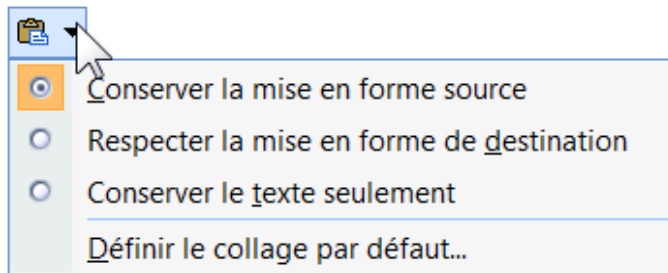 Conserver la mise en forme source
Respecter la mise en forme de destination
Conserver le texte seulement
Définir le collage par défaut...